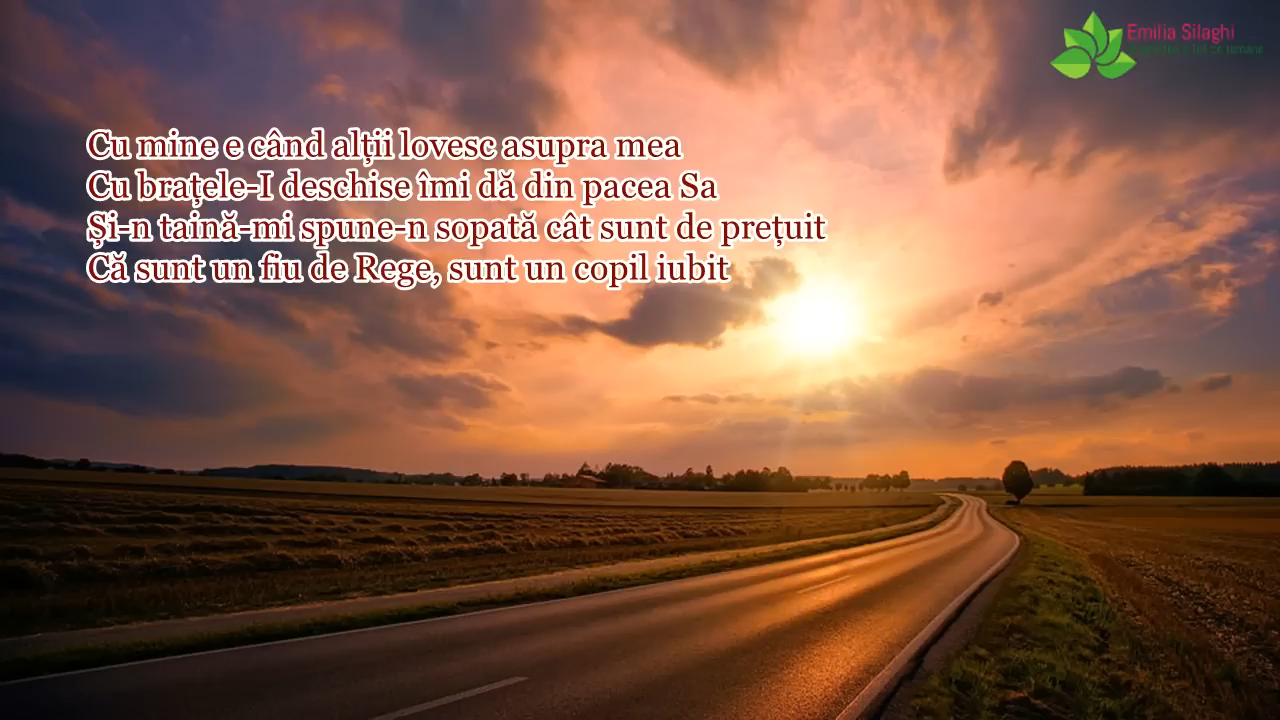 Emilia Silaghi
Cu mine e când alții lovesc asupra mea
Cu brațele-I deschise îmi dă din pacea Sa
Și-n taină-mi spune-n sopată cât sunt de prețuit
Că sunt un fiu de Rege, sunt un copil iubit